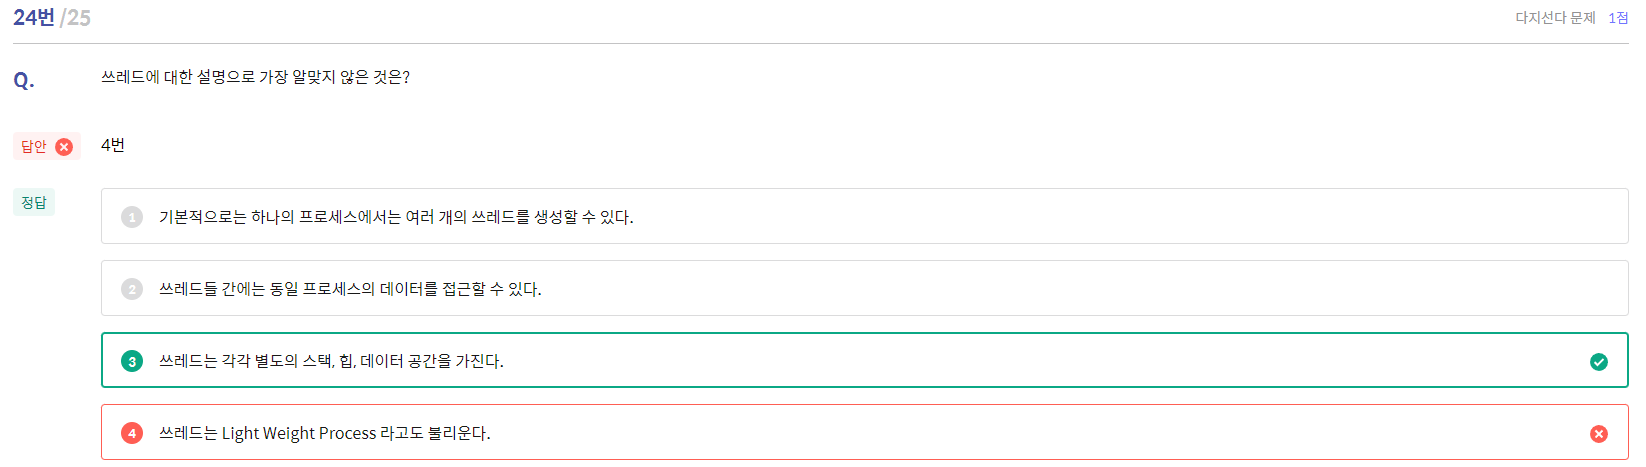 24번 /25
다지선다 문제 1점
Q. 쓰레드에 대한 설명으로 가장 알맞지 않은 것은?
답안 4번
정답
1 기본적으로는 하나의 프로세스에서는 여러 개의 쓰레드를 생성할 수 있다.
2 쓰레드들 간에는 동일 프로세스의 데이터를 접근할 수 있다.
3 쓰레드는 각각 별도의 스택, 힙, 데이터 공간을 가진다.
4 쓰레드는 Light Weight Process 라고도 불리운다.